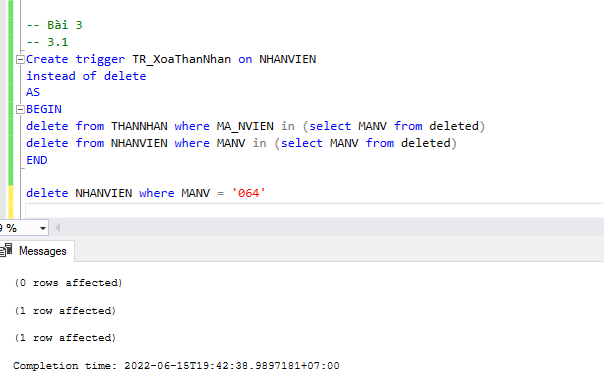 -- Bài 3
-- 3.1
Create trigger TR_XoaThanNhan on NHANVIEN
instead of delete
AS
BEGIN
delete from THANNHAN where MA_NVIEN in (select MANV from deleted)
delete from NHANVIEN where MANV in (select MANV from deleted)
END
delete NHANVIEN where MANV = '064'
9 %
Messages
(0 rows affected)
(1 row affected)
(1 row affected)
Completion time: 2022-06-15T19:42:38.9897181+07:00